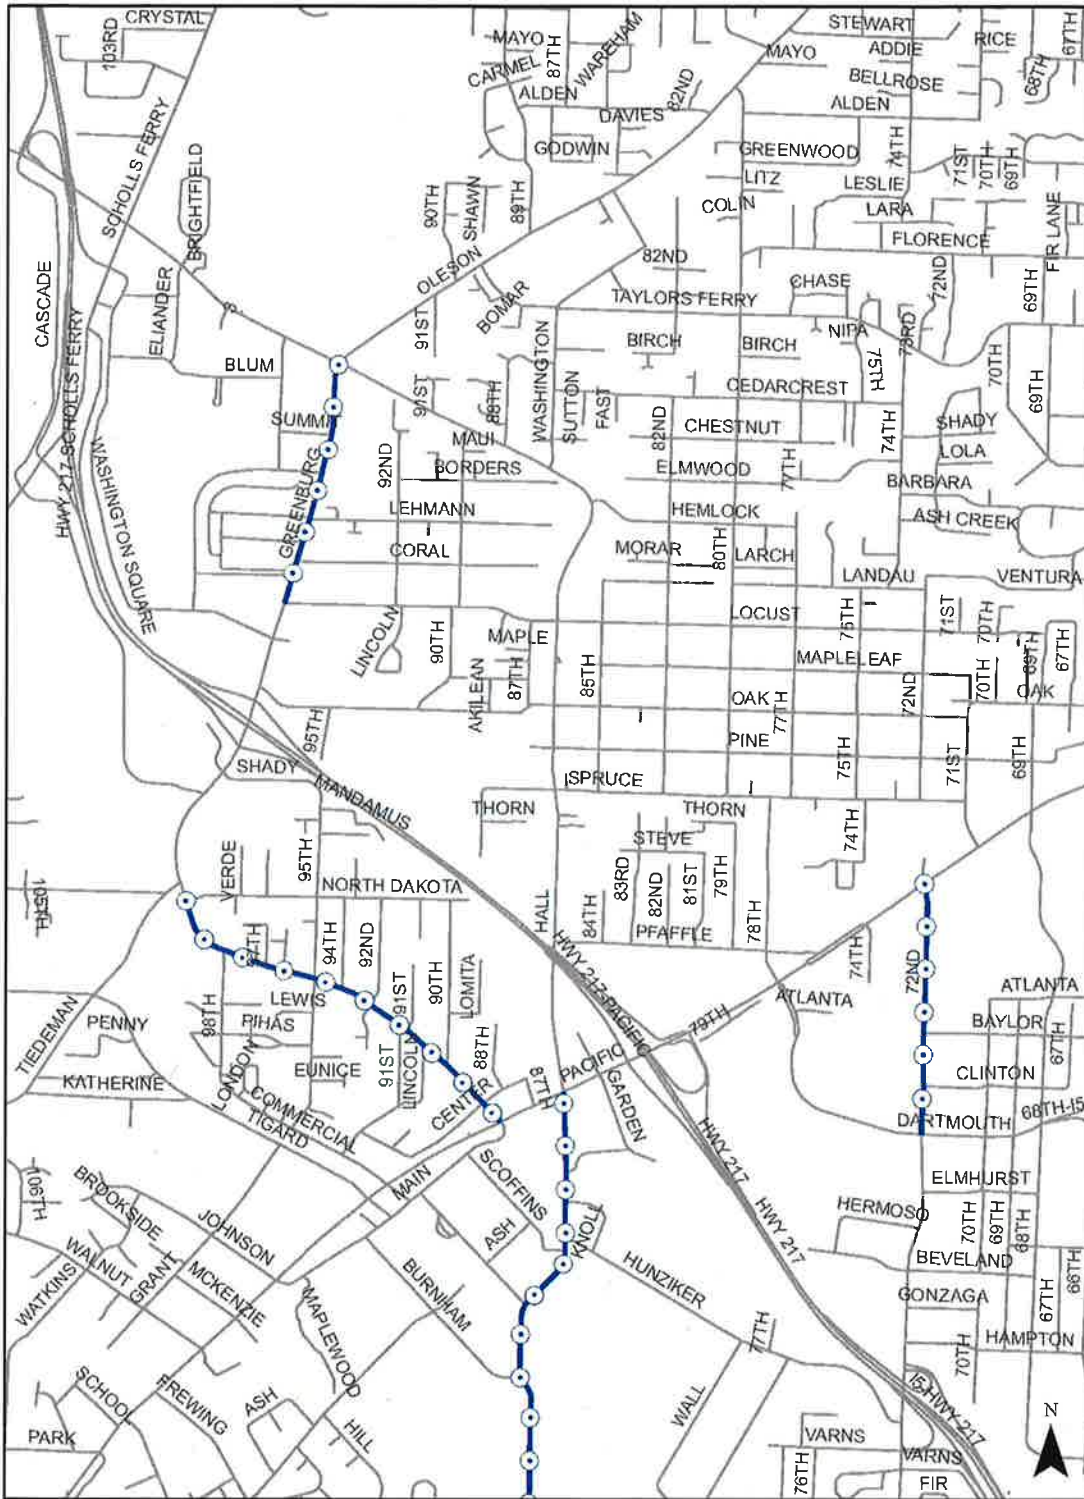 CRYSTAL
103RD
STEWART
67TH
MAYO
87TH
WAREHAM
MAYO
ADDIE
RICE
CARMEL
82ND
BELLROSE
68TH
ALDEN
ALDEN
DAVIES
SCHOLLS FERRY
GODWIN
GREENWOOD
74TH
71ST
70TH
69TH
BRIGHTFIELD
90TH
SHAWN
89TH
LITZ
LESLIE
COLIN
LARA
FLORENCE
CASCADE
OLESON
82ND
72ND
FIR LANE
ELIANDER
BOMAR
TAYLORS FERRY
CHASE
69TH
HWY 217-SCHOLLS FERRY
91ST
NIPA
73RD
BIRCH
BIRCH
75TH
70TH
BLUM
WASHINGTON
69TH
91ST
88TH
SUTTON
FAST
CEDARCREST
WASHINGTON SQUARE
SUMMIT
CHESTNUT
SHADY
92ND
MAUI
82ND
74TH
LOLA
BORDERS
ELMWOOD
77TH
BARBARA
GREENBURG
LEHMANN
HEMLOCK
ASH CREEK
CORAL
MORAR
80TH
LARCH
LANDAU
VENTURA
LINCOLN
90TH
MAPLE
LOCUST
75TH
71ST
70TH
69TH
67TH
AKILEAN
87TH
85TH
MAPLELEAF
72ND
70TH
OAK
OAK
77TH
95TH
PINE
75TH
71ST
69TH
SHADY
MANDAMUS
SPRUCE
THORN
THORN
74TH
STEVE
95TH
83RD
82ND
81ST
79TH
VERDE
NORTH DAKOTA
105TH
HALL
84TH
PFAFFLE
78TH
97TH
94TH
92ND
91ST
90TH
LOMITA
HWY 217-PACIFIC
74TH
72ND
LEWIS
ATLANTA
ATLANTA
TIEDEMAN
PENNY
98TH
PIHAS
79TH
BAYLOR
67TH
LONDON
EUNICE
91ST
LINCOLN
88TH
PACIFIC
KATHERINE
COMMERCIAL
CENTER
87TH
GARDEN
CLINTON
TIGARD
DARTMOUTH
68TH-I5
HWY 217
MAIN
SCOFFINS
106TH
BROOKSIDE
JOHNSON
ASH
KNOLL
HWY 217
HERMOSO
ELMHURST
70TH
69TH
68TH
WATKINS
WALNUT
GRANT
MCKENZIE
BURNHAM
HUNZIKER
BEVELAND
67TH
66TH
MAPLEWOOD
GONZAGA
77TH
HAMPTON
SCHOOL
FREWING
ASH
WALL
70TH
I5-HWY 217
PARK
HILL
VARNS
VARNS
N
76TH
FIR